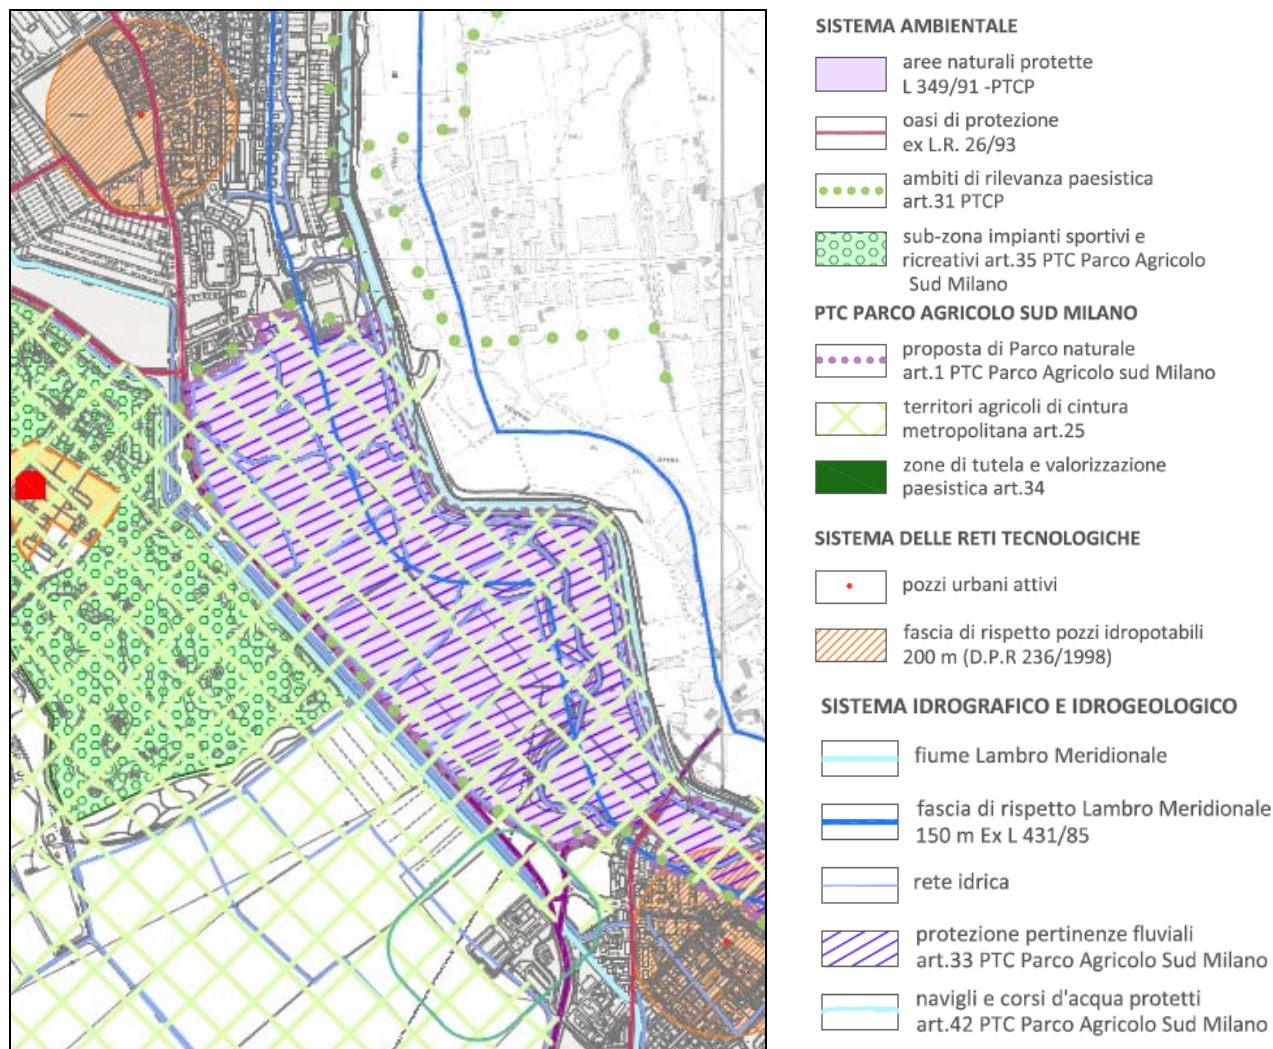 SISTEMA AMBIENTALE
aree naturali protette
L 349/91 -PTCP
oasi di protezione
ex L.R. 26/93
ambiti di rilevanza paesistica
art.31 PTCP
sub-zona impianti sportivi e
ricreativi art.35 PTC Parco Agricolo
Sud Milano
PTC PARCO AGRICOLO SUD MILANO
proposta di Parco naturale
art.1 PTC Parco Agricolo sud Milano
territori agricoli di cintura
metropolitana art.25
zone di tutela e valorizzazione
paesistica art.34
SISTEMA DELLE RETI TECNOLOGICHE
pozzi urbani attivi
fascia di rispetto pozzi idropotabili
200 m (D.P.R 236/1998)
SISTEMA IDROGRAFICO E IDROGEOLOGICO
fiume Lambro Meridionale
fascia di rispetto Lambro Meridionale
150 m Ex L 431/85
rete idrica
protezione pertinenze fluviali
art.33 PTC Parco Agricolo Sud Milano
navigli e corsi d'acqua protetti
art.42 PTC Parco Agricolo Sud Milano